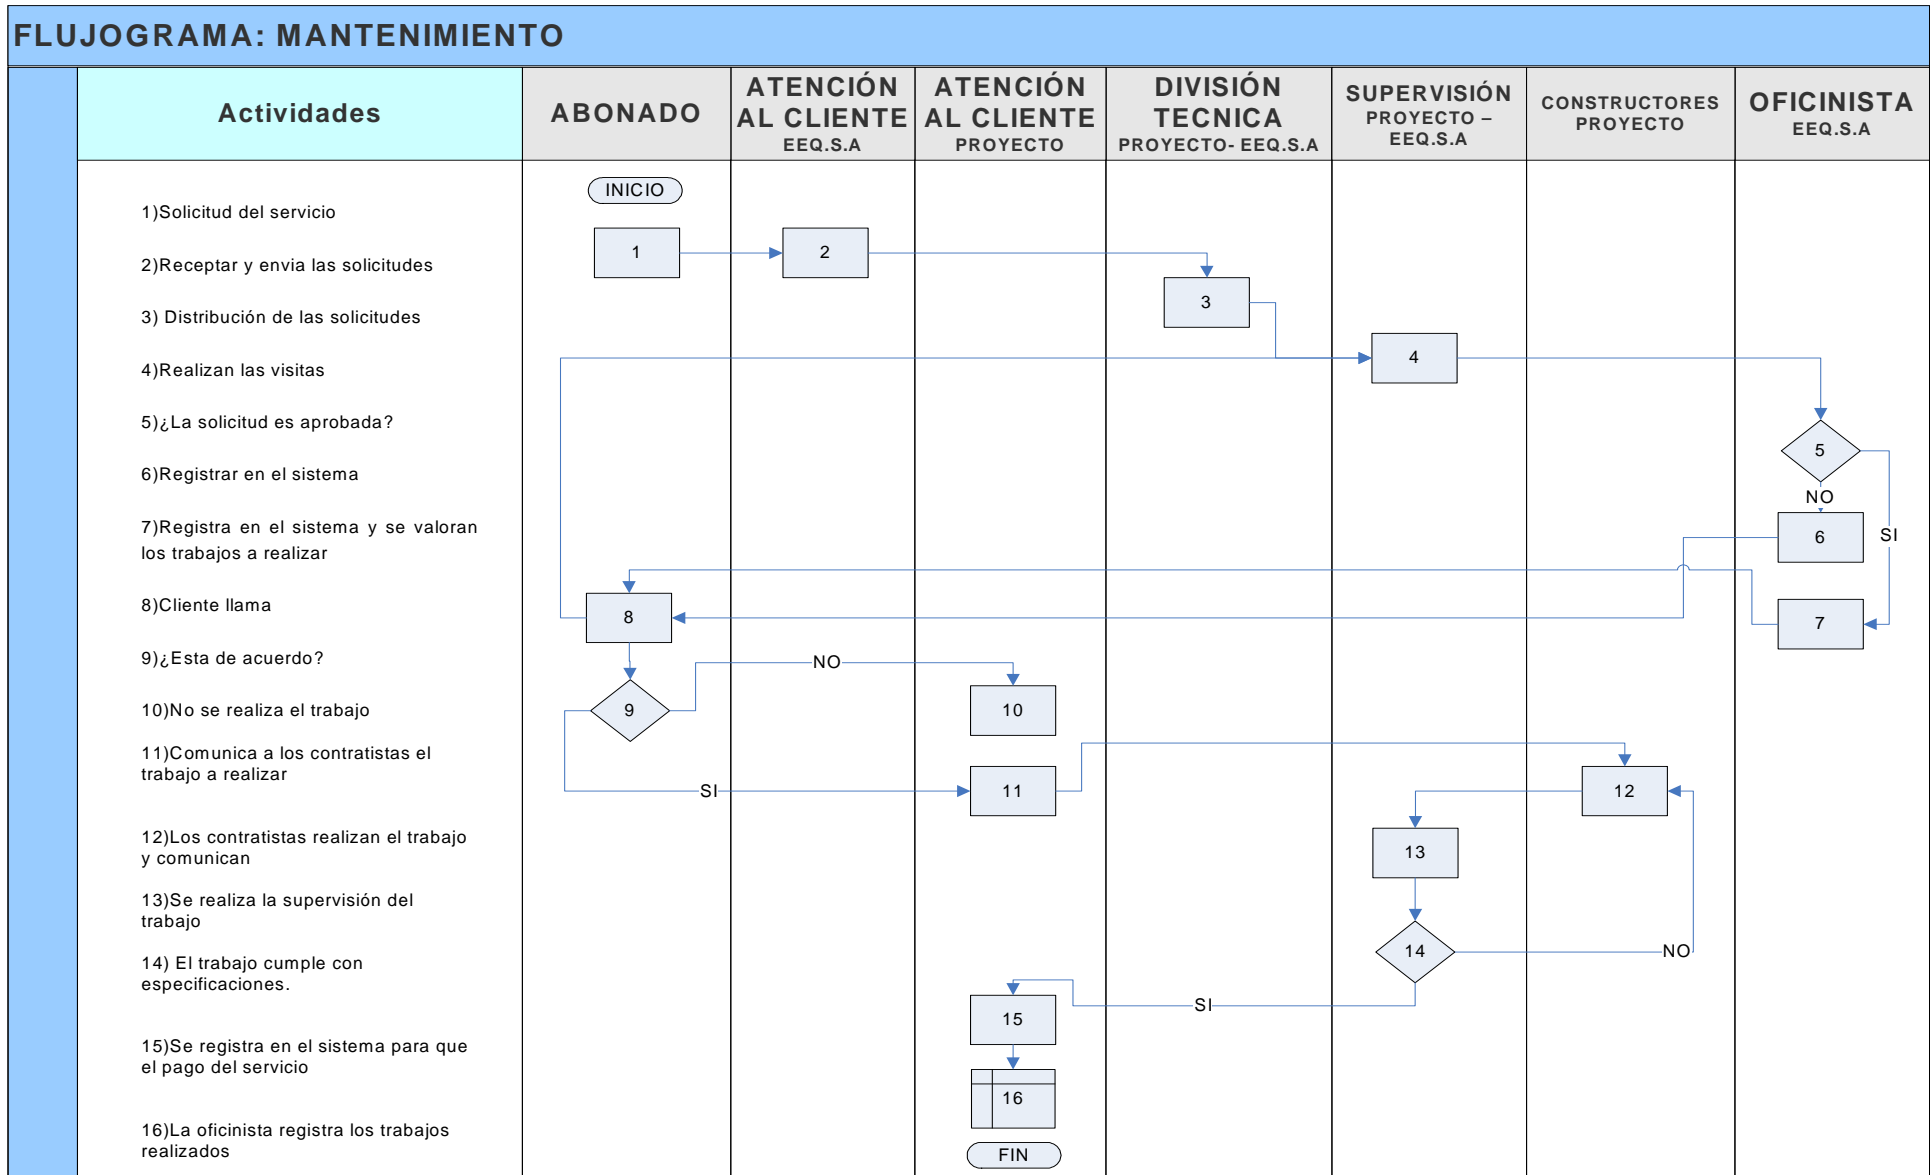 FLUJOGRAMA: MANTENIMIENTO
Actividades
ABONADO
ATENCIÓN
AL CLIENTE
EEQ.S.A
ATENCIÓN
AL CLIENTE
PROYECTO
DIVISIÓN
TECNICA
PROYECTO- EEQ.S.A
SUPERVISIÓN
PROYECTO –
EEQ.S.A
CONSTRUCTORES
PROYECTO
OFICINISTA
EEQ.S.A
1)Solicitud del servicio
2)Receptar y envia las solicitudes
3) Distribución de las solicitudes
4)Realizan las visitas
5)¿La solicitud es aprobada?
6)Registrar en el sistema
7)Registra en el sistema y se valoran
los trabajos a realizar
8)Cliente llama
9)¿Esta de acuerdo?
10)No se realiza el trabajo
11)Comunica a los contratistas el
trabajo a realizar
12)Los contratistas realizan el trabajo
y comunican
13)Se realiza la supervisión del
trabajo
14) El trabajo cumple con
especificaciones.
15)Se registra en el sistema para que
el pago del servicio
16)La oficinista registra los trabajos
realizados
INICIO
1
2
3
4
5
NO
SI
6
7
8
9
NO
10
SI
11
12
13
14
NO
SI
15
16
FIN